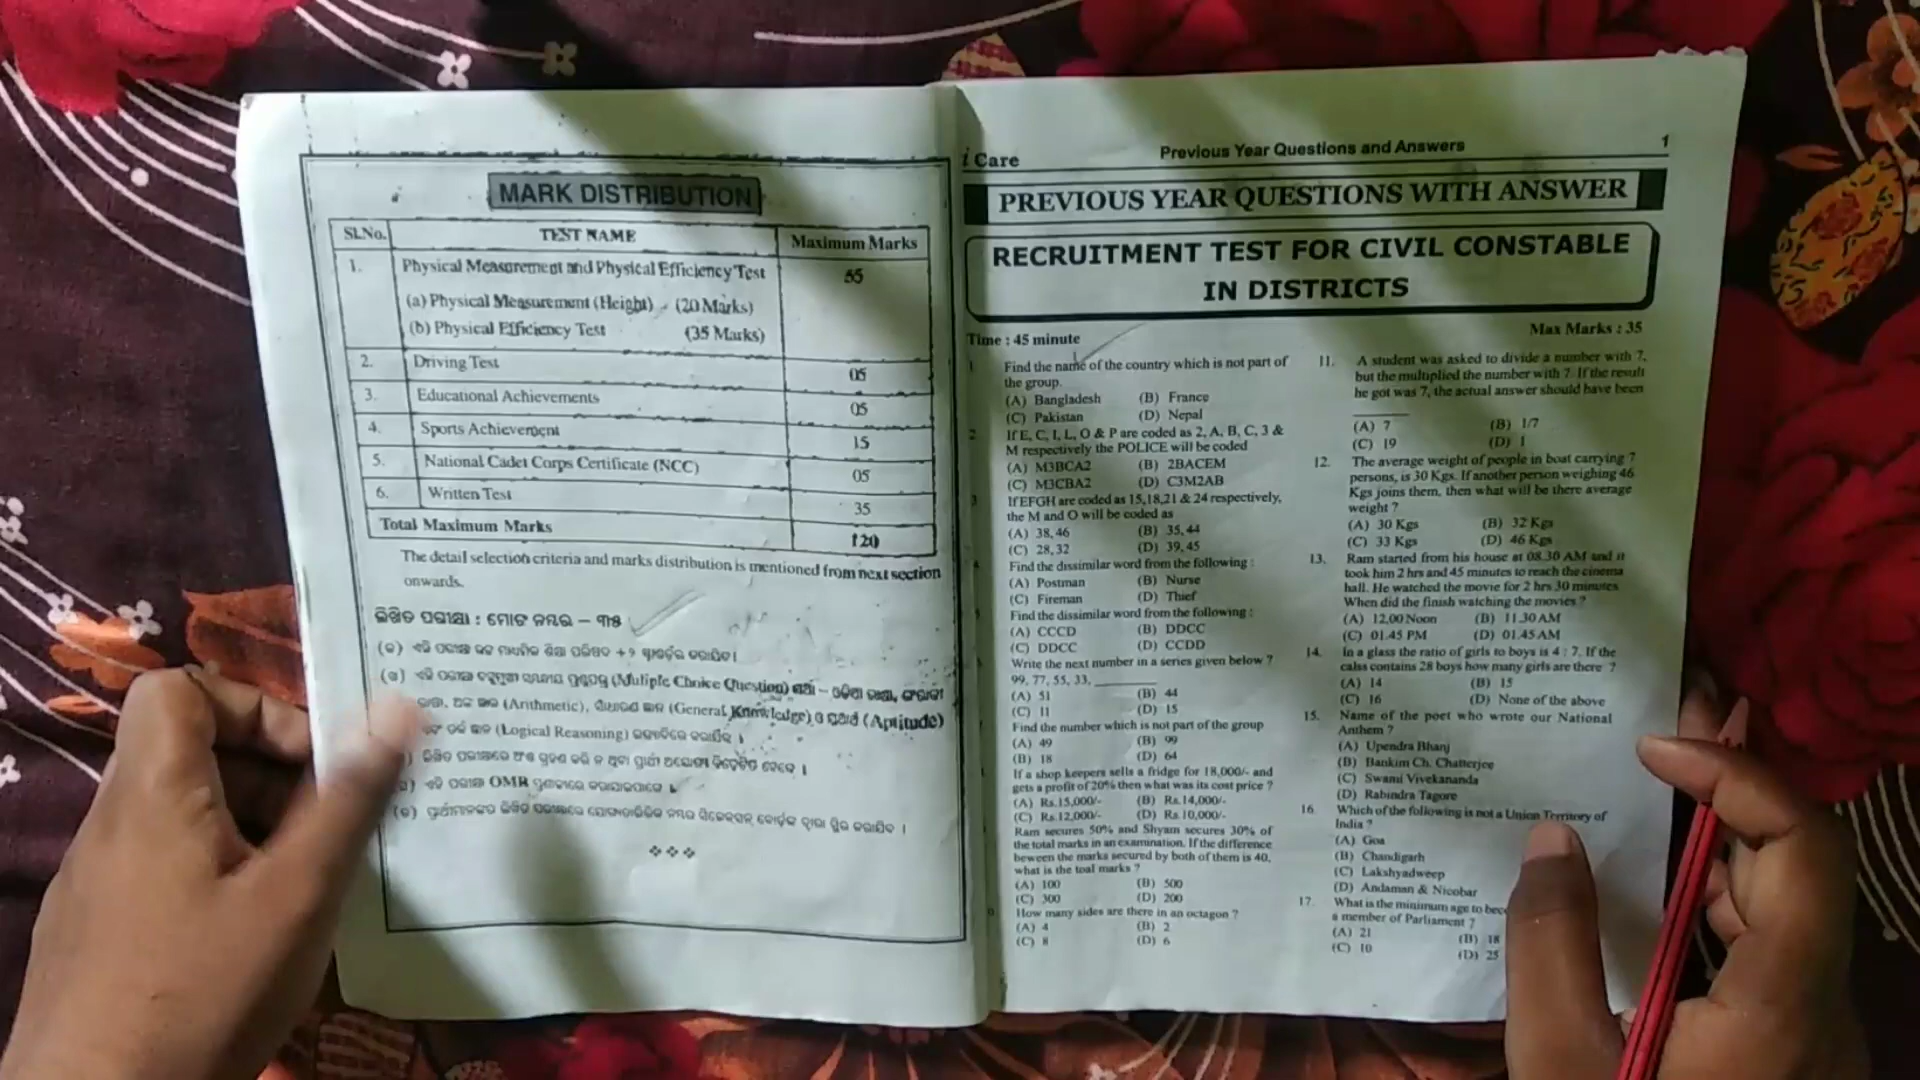 MARK DISTRIBUTION
Sl.No. TEST NAME Maximum Marks
1. Physical Measurement and Physical Efficiency Test 55
(a) Physical Measurement (Height) - (20 Marks)
(b) Physical Efficiency Test (35 Marks)
2. Driving Test 05
3. Educational Achievements 05
4. Sports Achievement 15
5. National Cadet Corps Certificate (NCC) 05
6. Written Test 35
Total Maximum Marks 120
The detail selection criteria and marks distribution is mentioned from next section
onwards.
ଲିଖିତ ପରୀକ୍ଷା : ମୋଟ ନମ୍ବର – ୩୫
(Muliple Choice Question)
(Arithmetic), (General Knowledge) (Aptitude)
(Logical Reasoning)
OMR
i Care Previous Year Questions and Answers 1
PREVIOUS YEAR QUESTIONS WITH ANSWER
RECRUITMENT TEST FOR CIVIL CONSTABLE
IN DISTRICTS
Time : 45 minute Max Marks : 35
1 Find the name of the country which is not part of
the group.
(A) Bangladesh (B) France
(C) Pakistan (D) Nepal
2 If E, C, I, L, O & P are coded as 2, A, B, C, 3 &
M respectively the POLICE will be coded
(A) M3BCA2 (B) 2BACEM
(C) M3CBA2 (D) C3M2AB
3 If EFGH are coded as 15,18,21 & 24 respectively,
the M and O will be coded as
(A) 38, 46 (B) 35, 44
(C) 28, 32 (D) 39, 45
Find the dissimilar word from the following :
(A) Postman (B) Nurse
(C) Fireman (D) Thief
Find the dissimilar word from the following :
(A) CCCD (B) DDCC
(C) DDCC (D) CCDD
Write the next number in a series given below ?
99, 77, 55, 33, ________
(A) 51 (B) 44
(C) 11 (D) 15
Find the number which is not part of the group
(A) 49 (B) 99
(B) 18 (D) 64
If a shop keepers sells a fridge for 18,000/- and
gets a profit of 20% then what was its cost price ?
(A) Rs.15,000/- (B) Rs.14,000/-
(C) Rs.12,000/- (D) Rs.10,000/-
Ram secures 50% and Shyam secures 30% of
the total marks in an examination. If the difference
beween the marks secured by both of them is 40,
what is the toal marks ?
(A) 100 (B) 500
(C) 300 (D) 200
How many sides are there in an octagon ?
(A) 4 (B) 2
(C) 8 (D) 6
11. A student was asked to divide a number with 7,
but the multiplied the number with 7. If the result
he got was 7, the actual answer should have been
________
(A) 7 (B) 1/7
(C) 19 (D) 1
12. The average weight of people in boat carrying 7
persons, is 30 Kgs. If another person weighing 46
Kgs joins them, then what will be there average
weight ?
(A) 30 Kgs (B) 32 Kgs
(C) 33 Kgs (D) 46 Kgs
13. Ram started from his house at 08.30 AM and it
took him 2 hrs and 45 minutes to reach the cinema
hall. He watched the movie for 2 hrs 30 minutes
When did the finish watching the movies ?
(A) 12.00 Noon (B) 11.30 AM
(C) 01.45 PM (D) 01.45 AM
14. In a glass the ratio of girls to boys is 4 : 7. If the
calss contains 28 boys how many girls are there ?
(A) 14 (B) 15
(C) 16 (D) None of the above
15. Name of the poet who wrote our National
Anthem ?
(A) Upendra Bhanj
(B) Bankim Ch. Chatterjee
(C) Swami Vivekananda
(D) Rabindra Tagore
16. Which of the following is not a Union Territory of
India ?
(A) Goa
(B) Chandigarh
(C) Lakshyadweep
(D) Andaman & Nicobar
17. What is the minimum age to bec
a member of Parliament ?
(A) 21 (B) 18
(C) 10 (D) 25